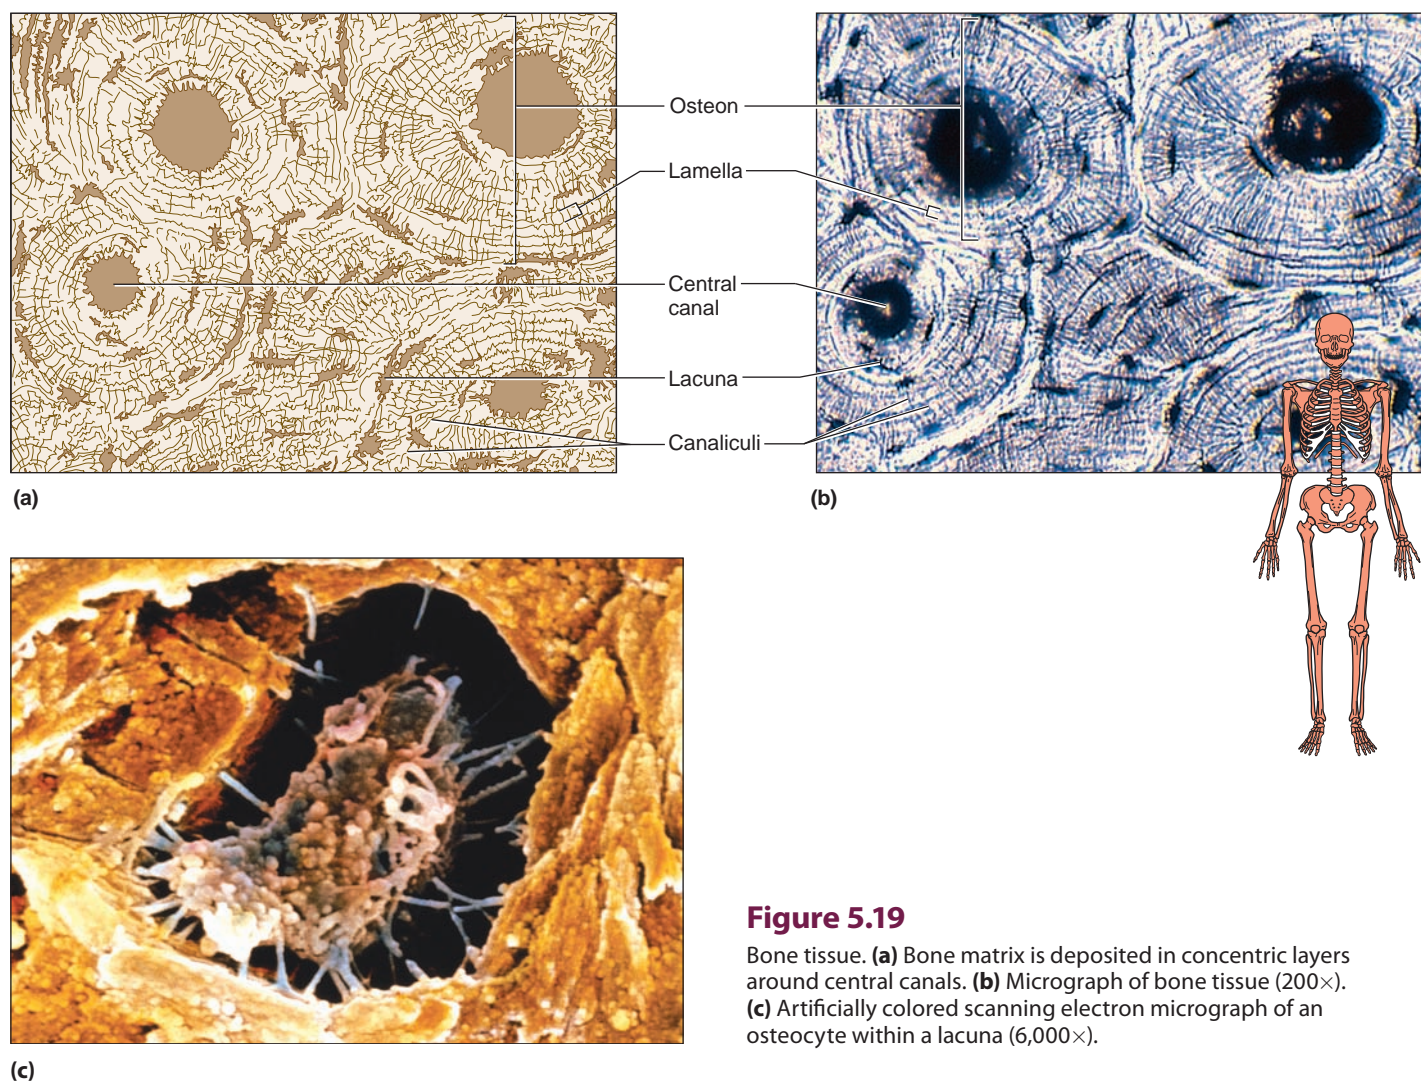 Osteon
Lamella
Central
canal
Lacuna
Canaliculi
(a)
(b)
(c)
Figure 5.19
Bone tissue. (a) Bone matrix is deposited in concentric layers
around central canals. (b) Micrograph of bone tissue (200×).
(c) Artificially colored scanning electron micrograph of an
osteocyte within a lacuna (6,000×).